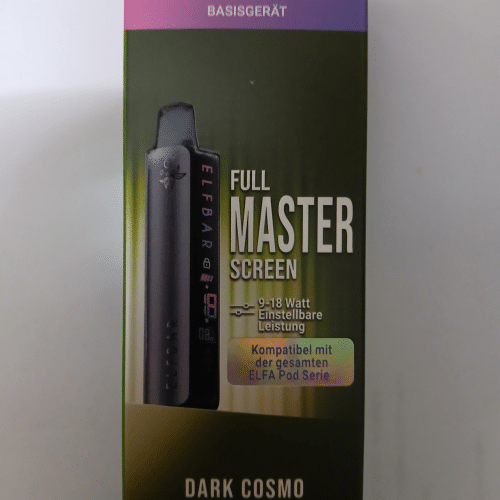 BASISGERÄT
ELFBAR
FULL
MASTER
SCREEN
9-18 Watt
Einstellbare
Leistung
Kompatibel mit
der gesamten
ELFA Pod Serie
ELFBAR
DARK COSMO